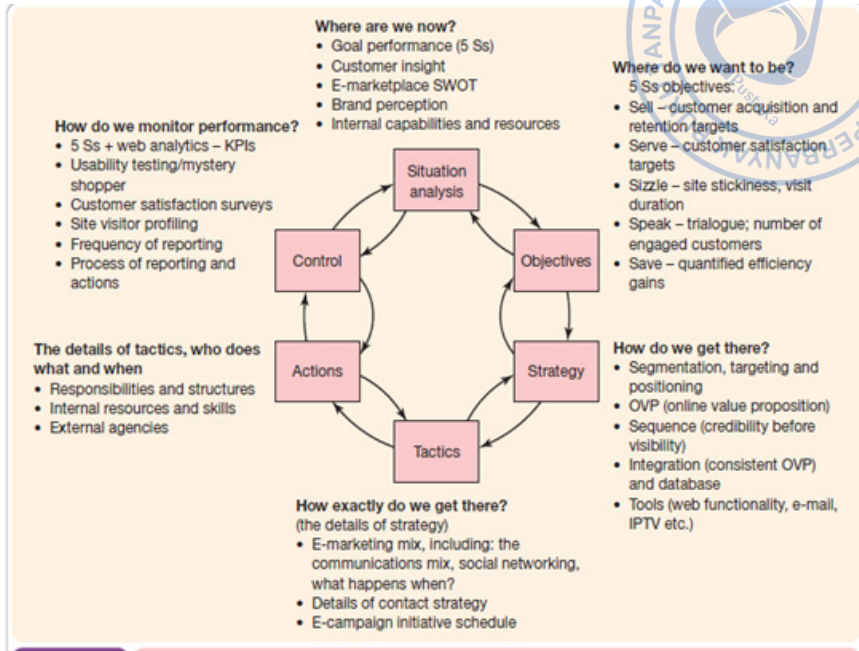 Where are we now?
• Goal performance (5 Ss)
• Customer insight
• E-marketplace SWOT
• Brand perception
• Internal capabilities and resources
Where do we want to be?
5 Ss objectives:
• Sell – customer acquisition and
retention targets
• Serve – customer satisfaction
targets
• Sizzle – site stickiness, visit
duration
• Speak – trialogue; number of
engaged customers
• Save – quantified efficiency
gains
How do we monitor performance?
• 5 Ss + web analytics – KPIs
• Usability testing/mystery
shopper
• Customer satisfaction surveys
• Site visitor profiling
• Frequency of reporting
• Process of reporting and
actions
Situation
analysis
Control
Objectives
Actions
Strategy
Tactics
The details of tactics, who does
what and when
• Responsibilities and structures
• Internal resources and skills
• External agencies
How do we get there?
• Segmentation, targeting and
positioning
• OVP (online value proposition)
• Sequence (credibility before
visibility)
• Integration (consistent OVP)
and database
• Tools (web functionality, e-mail,
IPTV etc.)
How exactly do we get there?
(the details of strategy)
• E-marketing mix, including: the
communications mix, social networking,
what happens when?
• Details of contact strategy
• E-campaign initiative schedule
Pustaka